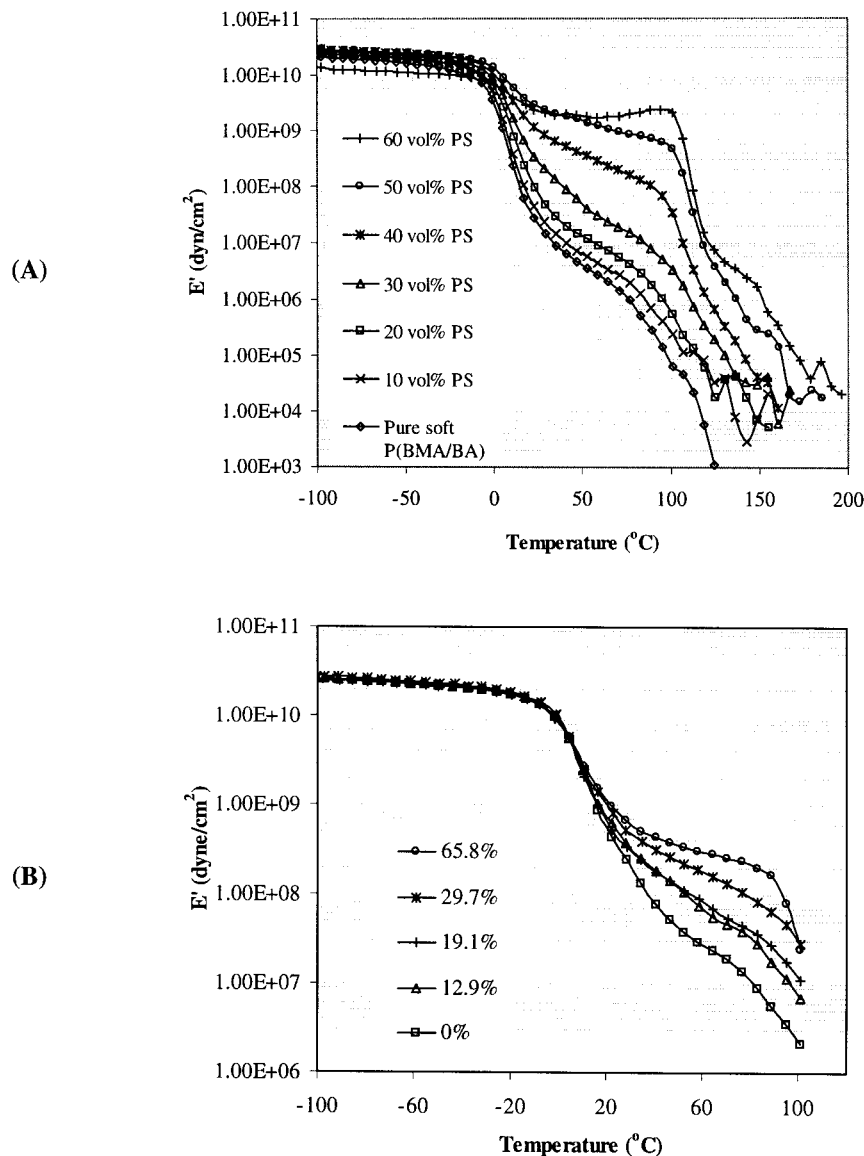 (A)
E' (dyn/cm²)
1.00E+11
1.00E+10
1.00E+09
1.00E+08
1.00E+07
1.00E+06
1.00E+05
1.00E+04
1.00E+03
60 vol% PS
50 vol% PS
40 vol% PS
30 vol% PS
20 vol% PS
10 vol% PS
Pure soft
P(BMA/BA)
-100 -50 0 50 100 150 200
Temperature (°C)
(B)
E' (dyne/cm²)
1.00E+11
1.00E+10
1.00E+09
1.00E+08
1.00E+07
1.00E+06
65.8%
29.7%
19.1%
12.9%
0%
-100 -60 -20 20 60 100
Temperature (°C)